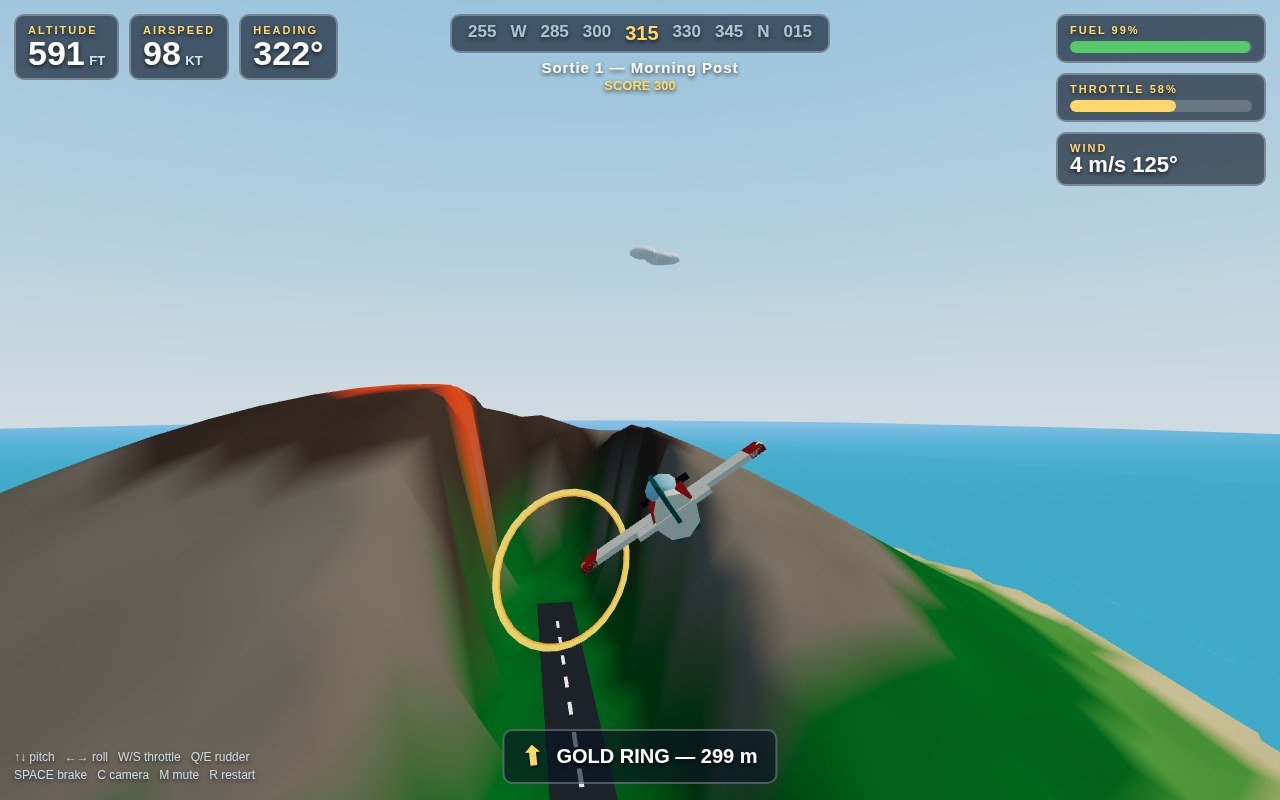 ALTITUDE
591 FT
AIRSPEED
98 KT
HEADING
322°
255 W 285 300 315 330 345 N 015
Sortie 1 — Morning Post
SCORE 300
FUEL 99%
THROTTLE 58%
WIND
4 m/s 125°
↑↓ pitch ←→ roll W/S throttle Q/E rudder
SPACE brake C camera M mute R restart
GOLD RING — 299 m